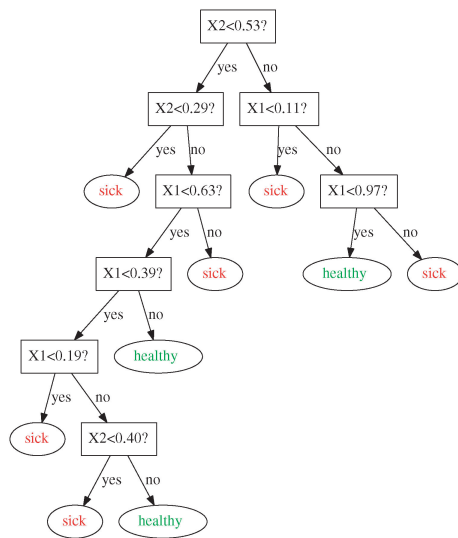 X2<0.53?
yes no
X2<0.29? X1<0.11?
yes no yes no
sick X1<0.63? sick X1<0.97?
yes no yes no
X1<0.39? sick healthy sick
yes no
X1<0.19? healthy
yes no
sick X2<0.40?
yes no
sick healthy